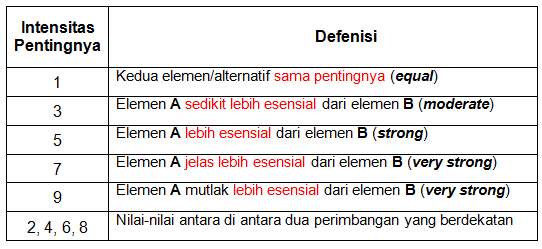 Intensitas
Pentingnya
Defenisi
1
Kedua elemen/alternatif sama pentingnya (equal)
3
Elemen A sedikit lebih esensial dari elemen B (moderate)
5
Elemen A lebih esensial dari elemen B (strong)
7
Elemen A jelas lebih esensial dari elemen B (very strong)
9
Elemen A mutlak lebih esensial dari elemen B (very strong)
2, 4, 6, 8
Nilai-nilai antara di antara dua perimbangan yang berdekatan